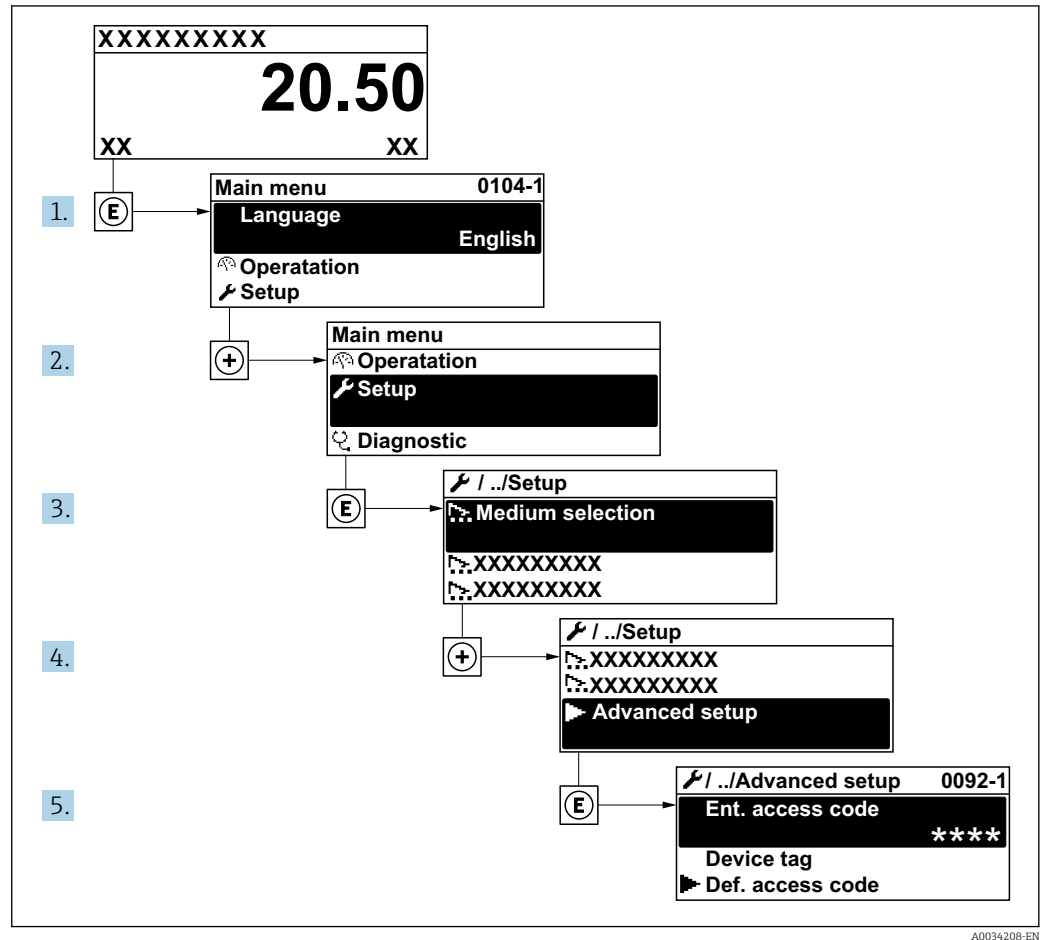 XXXXXXXXX
20.50
XX XX
1. E Main menu 0104-1
Language
English
Operatation
Setup
2. + Main menu
Operatation
Setup
Diagnostic
3. E / ../Setup
Medium selection
XXXXXXXXX
XXXXXXXXX
4. + / ../Setup
XXXXXXXXX
XXXXXXXXX
Advanced setup
5. E / ../Advanced setup 0092-1
Ent. access code
****
Device tag
Def. access code
A0034208-EN